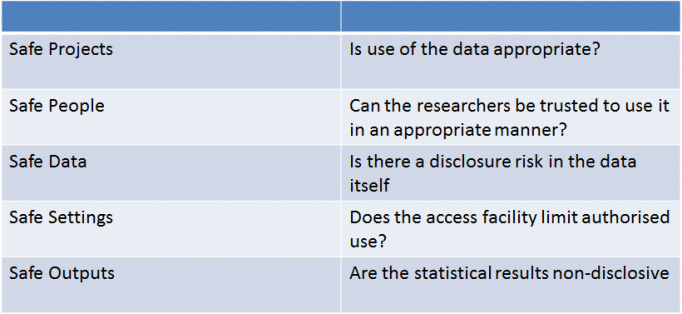 Safe Projects Is use of the data appropriate?
Safe People Can the researchers be trusted to use it
in an appropriate manner?
Safe Data Is there a disclosure risk in the data
itself
Safe Settings Does the access facility limit authorised
use?
Safe Outputs Are the statistical results non-disclosive